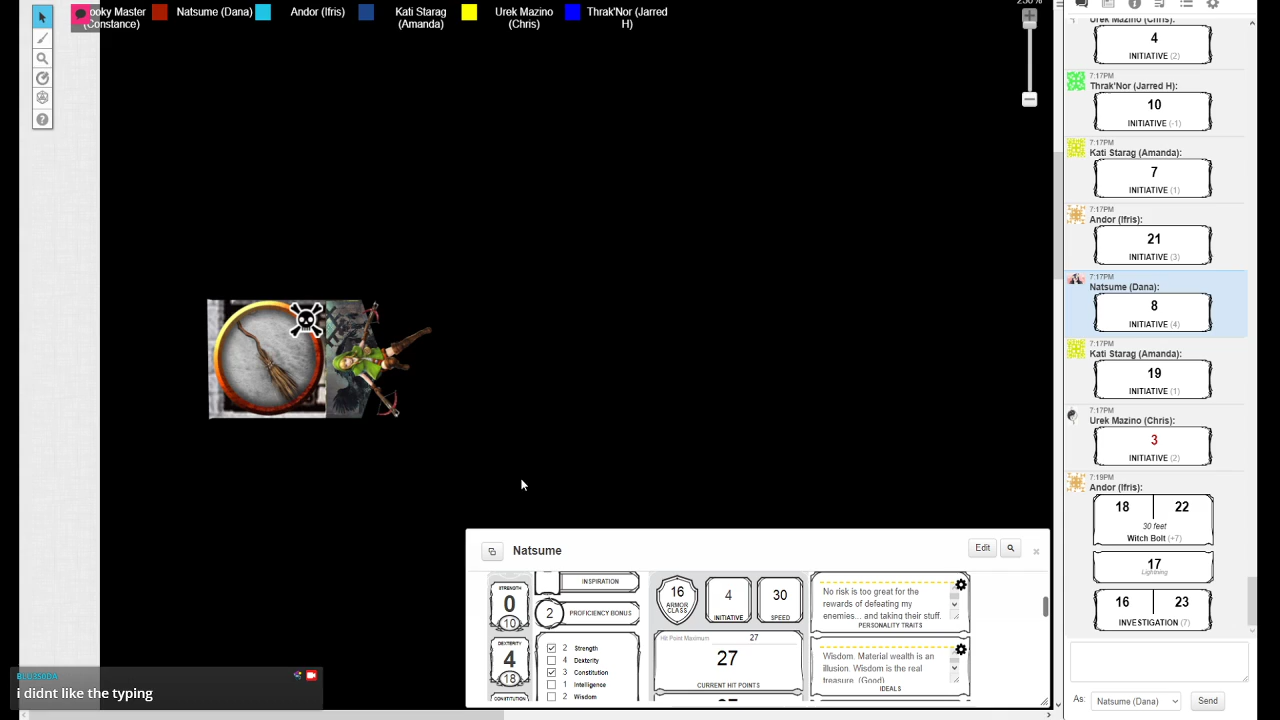 ooky Master
(Constance)
Natsume (Dana)
Andor (Ifris)
Kati Starag
(Amanda)
Urek Mazino
(Chris)
Thrak'Nor (Jarred
H)
Urek Mazino (Chris):
4
INITIATIVE (2)
7:17PM
Thrak'Nor (Jarred H):
10
INITIATIVE (-1)
7:17PM
Kati Starag (Amanda):
7
INITIATIVE (1)
7:17PM
Andor (Ifris):
21
INITIATIVE (3)
7:17PM
Natsume (Dana):
8
INITIATIVE (4)
7:17PM
Kati Starag (Amanda):
19
INITIATIVE (1)
7:17PM
Urek Mazino (Chris):
3
INITIATIVE (2)
7:19PM
Andor (Ifris):
18 22
30 feet
Witch Bolt (+7)
17
Lightning
16 23
INVESTIGATION (7)
As: Natsume (Dana) Send
Natsume
Edit
STRENGTH
0
10
DEXTERITY
4
18
CONSTITUTION
INSPIRATION
2 PROFICIENCY BONUS
2 Strength
4 Dexterity
3 Constitution
1 Intelligence
2 Wisdom
16
ARMOR
CLASS
4
INITIATIVE
30
SPEED
Hit Point Maximum 27
27
CURRENT HIT POINTS
No risk is too great for the
rewards of defeating my
enemies... and taking their stuff.
PERSONALITY TRAITS
Wisdom. Material wealth is an
illusion. Wisdom is the real
treasure. (Good)
IDEALS
i didnt like the typing